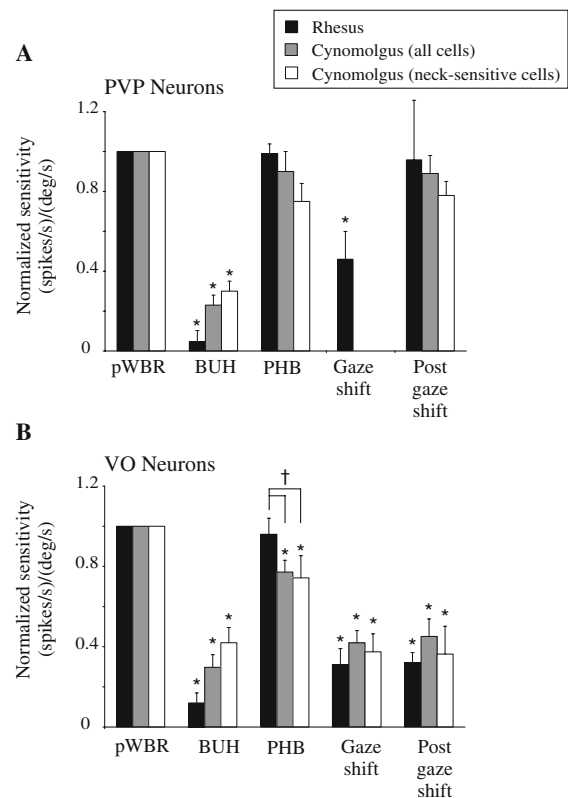 A
Rhesus
Cynomolgus (all cells)
Cynomolgus (neck-sensitive cells)
PVP Neurons
Normalized sensitivity
(spikes/s)/(deg/s)
1.2
0.8
0.4
0
*
*
*
*
pWBR
BUH
PHB
Gaze
shift
Post
gaze
shift
B
VO Neurons
Normalized sensitivity
(spikes/s)/(deg/s)
1.2
0.8
0.4
0
†
* * *
* *
* * *
* * *
pWBR
BUH
PHB
Gaze
shift
Post
gaze
shift